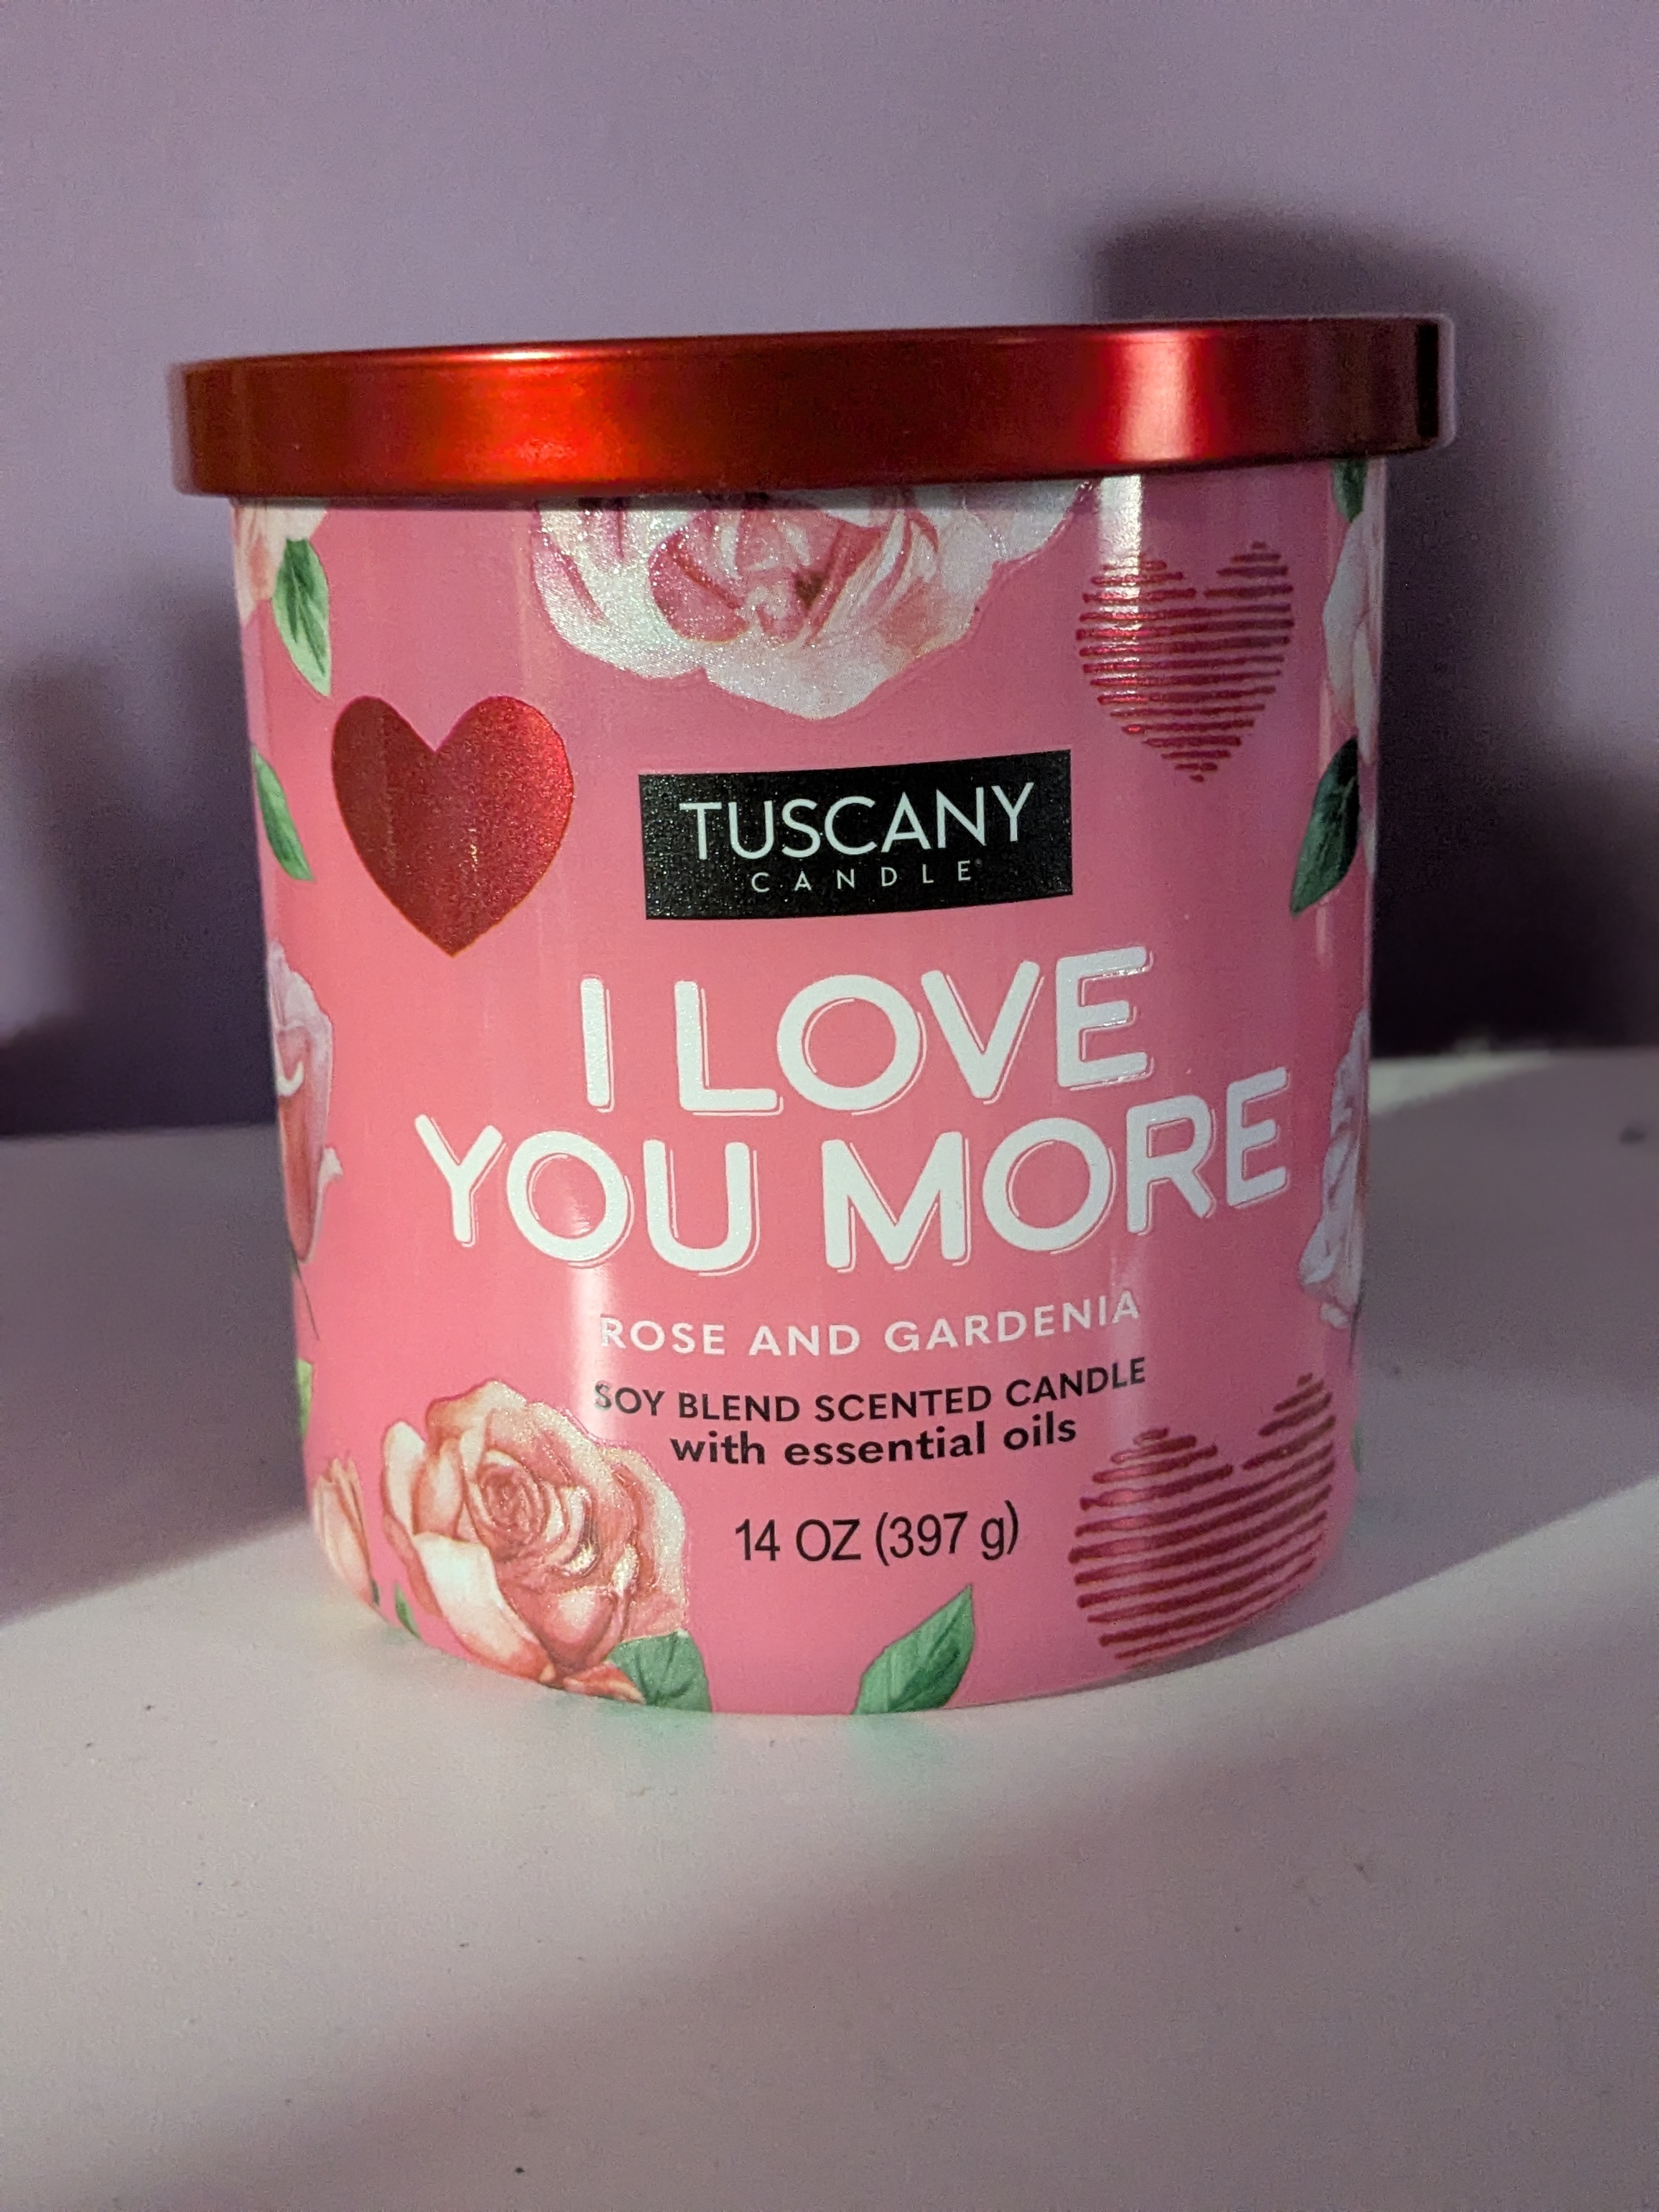 TUSCANY
CANDLE®
I LOVE
YOU MORE
ROSE AND GARDENIA
SOY BLEND SCENTED CANDLE
with essential oils
14 OZ (397 g)